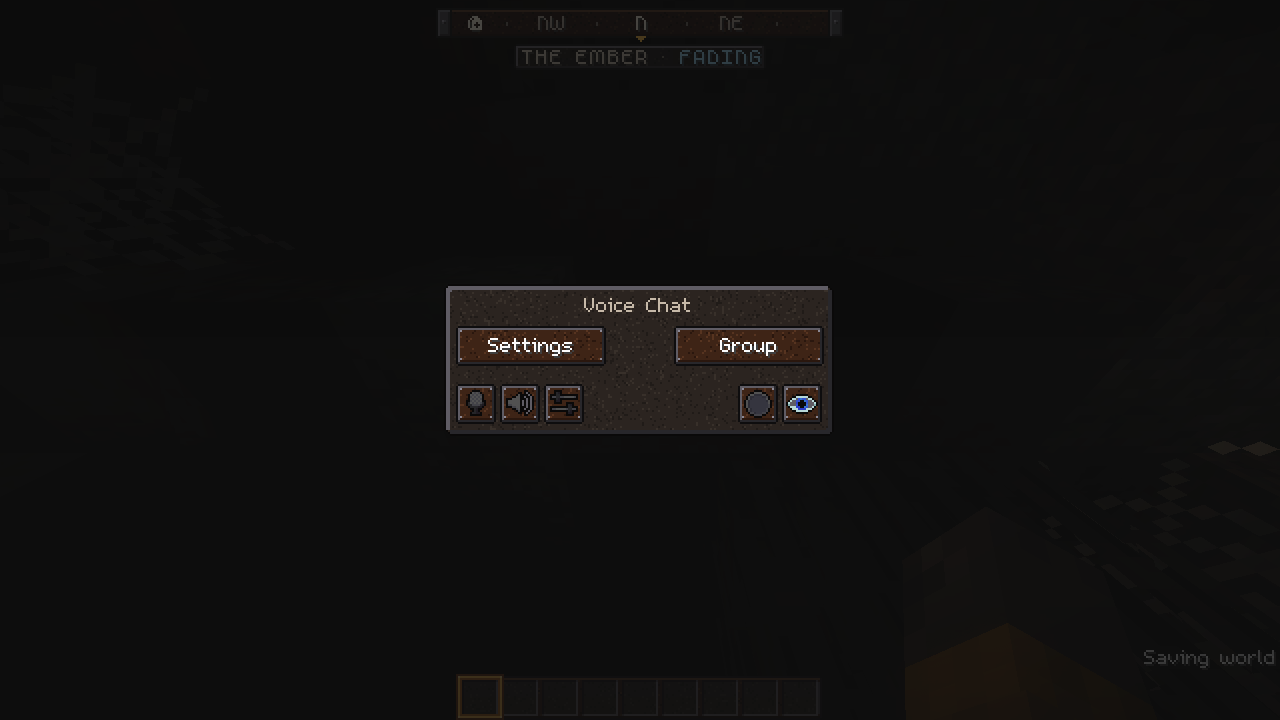 NW · N · NE
THE EMBER · FADING
Voice Chat
Settings
Group
Saving world